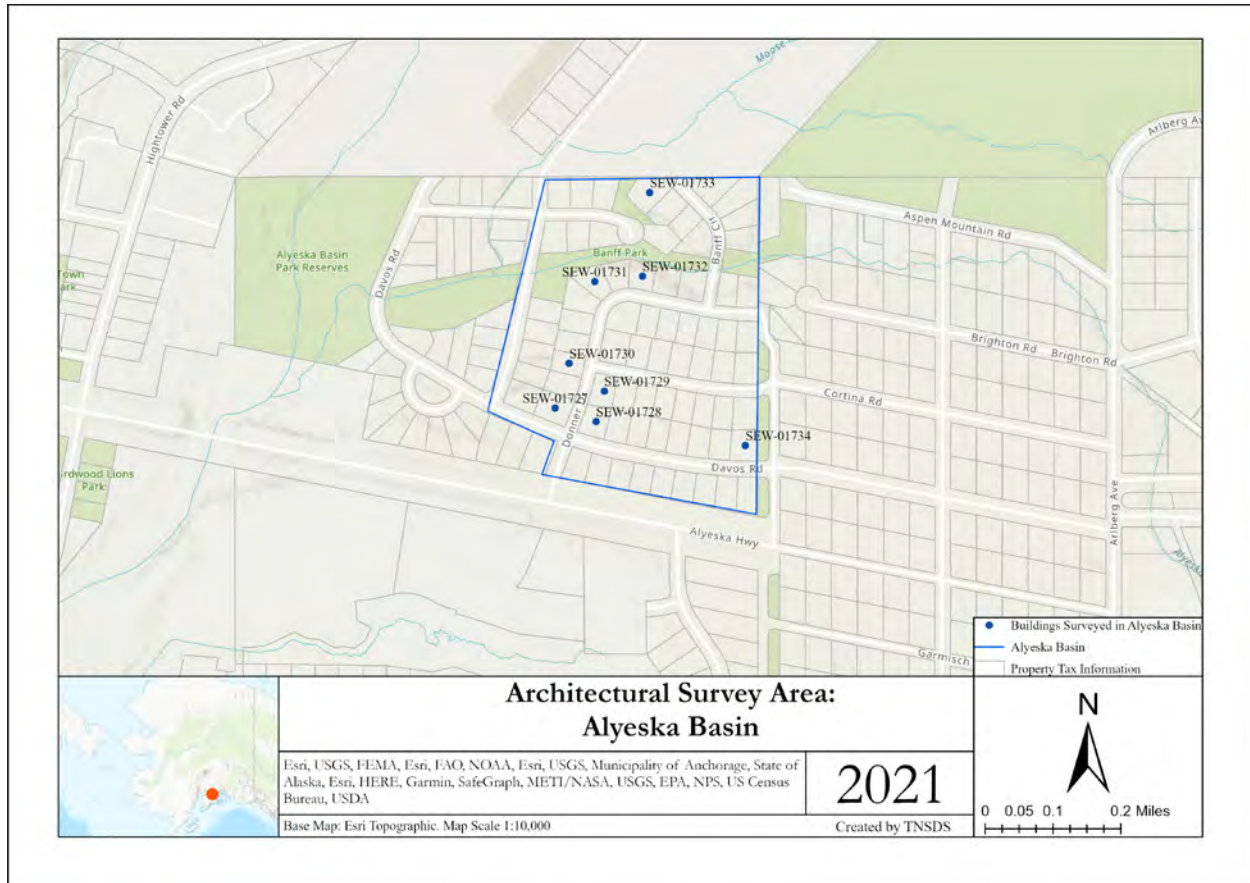 Moose
Arlberg Av
Hightower Rd
SEW-01733
Aspen Mountain Rd
Banff Cir
Banff Park
Alyeska Basin
Park Reserves
Davos Rd
SEW-01731
SEW-01732
Town
ark
Brighton Rd
Brighton Rd
SEW-01730
SEW-01729
Cortina Rd
SEW-01727
Donner
SEW-01728
SEW-01734
Davos Rd
rdwood Lions
Park
Arlberg Ave
Alyeska Hwy
Alyeska
Garmisch
Buildings Surveyed in Alyeska Basin
Alyeska Basin
Property Tax Information
Architectural Survey Area:
Alyeska Basin
Esri, USGS, FEMA, Esri, FAO, NOAA, Esri, USGS, Municipality of Anchorage, State of
Alaska, Esri, HERE, Garmin, SafeGraph, METI/NASA, USGS, EPA, NPS, US Census
Bureau, USDA
Base Map: Esri Topographic. Map Scale 1:10,000
2021
Created by TNSDS
N
0 0.05 0.1 0.2 Miles